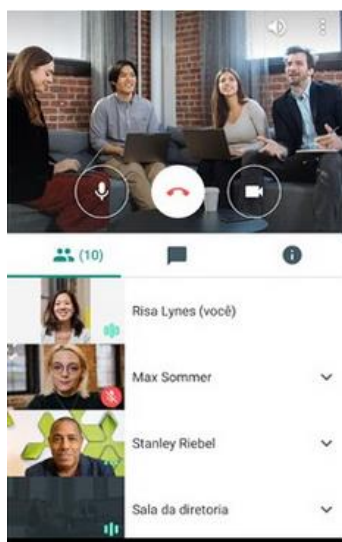 (10)
Risa Lynes (você)
Max Sommer
Stanley Riebel
Sala da diretoria